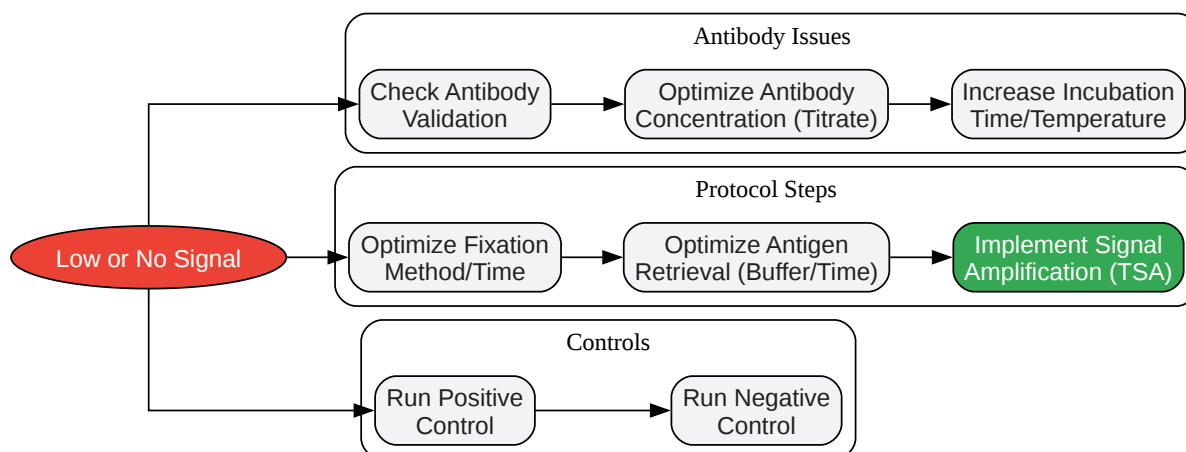 Antibody Issues
Check Antibody
Validation
Optimize Antibody
Concentration (Titrate)
Increase Incubation
Time/Temperature
Low or No Signal
Protocol Steps
Optimize Fixation
Method/Time
Optimize Antigen
Retrieval (Buffer/Time)
Implement Signal
Amplification (TSA)
Controls
Run Positive
Control
Run Negative
Control